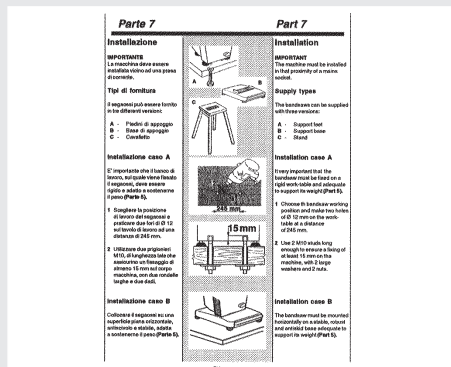 Parte 7
Installazione
IMPORTANTE
La macchina deve essere
installata vicino ad una presa
di corrente.
Tipi di fornitura
Il segaossi può essere fornito
in tre differenti versioni:
A - Piedini di appoggio
B - Base di appoggio
C - Cavalletto
Installazione caso A
E' importante che il banco di
lavoro, sul quale viene fissato
il segaossi, deve essere
rigido e adatto a sostenerne
il peso (Parte 5).
1 Scegliere la posizione
di lavoro del segaossi e
praticare due fori di Ø 12
sul tavolo di lavoro ad una
distanza di 245 mm.
2 Utilizzare due prigionieri
M10, di lunghezza tale che
assicurino un fissaggio di
almeno 15 mm sul corpo
macchina, con due rondelle
larghe e due dadi.
Installazione caso B
Collocare il segaossi su una
superficie piana orizzontale,
antiscivolo e stabile, adatta
a sostenerne il peso (Parte 5).
A
B
C
245 mm
15mm
Part 7
Installation
IMPORTANT
The machine must be installed
in that proximity of a mains
socket.
Supply types
The bandsaws can be supplied
with three versions:
A - Support feet
B - Support base
C - Stand
Installation case A
It very important that the
bandsaw must be fixed on a
rigid work-table and adequate
to support its weight (Part 5).
1 Choose th bandsaw working
position and make two holes
of Ø 12 mm on the work-
table at a distance
of 245 mm.
2 Use 2 M10 studs long
enough to ensure a fixing of
at least 15 mm on the
machine, with 2 large
washers and 2 nuts.
Installation case B
The bandsaw must be mounted
horizontally on a stable, robust
and antiskid base adequate to
support its weight (Part 5).